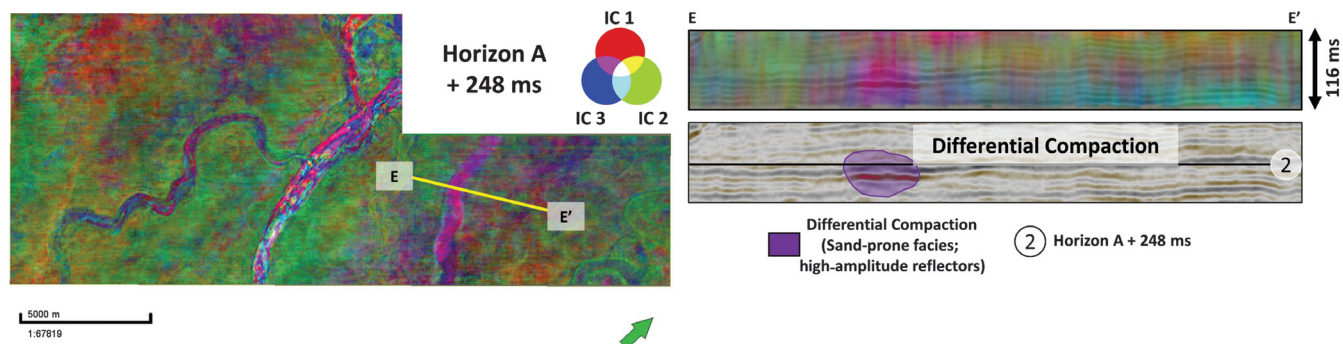 Horizon A
+ 248 ms
IC 1
IC 3
IC 2
E
E'
5000 m
1:67819
E
E'
116 ms
Differential Compaction
2
Differential Compaction
(Sand-prone facies;
high-amplitude reflectors)
2 Horizon A + 248 ms